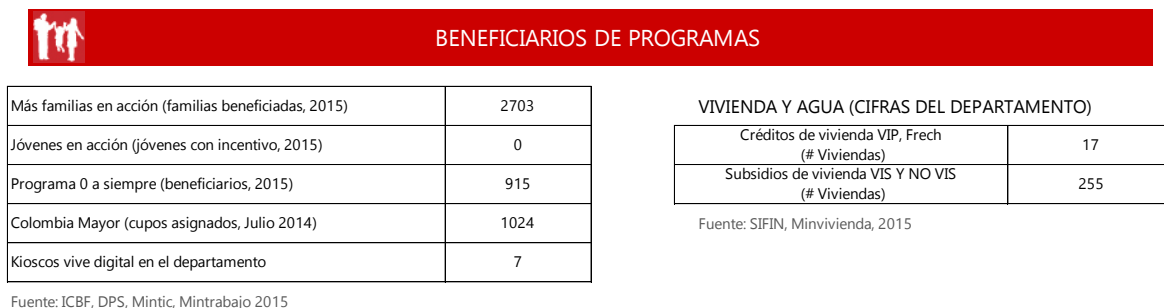 BENEFICIARIOS DE PROGRAMAS
Más familias en acción (familias beneficiadas, 2015) 2703
Jóvenes en acción (jóvenes con incentivo, 2015) 0
Programa 0 a siempre (beneficiarios, 2015) 915
Colombia Mayor (cupos asignados, Julio 2014) 1024
Kioscos vive digital en el departamento 7
Fuente: ICBF, DPS, Mintic, Mintrabajo 2015
VIVIENDA Y AGUA (CIFRAS DEL DEPARTAMENTO)
Créditos de vivienda VIP, Frech
(# Viviendas) 17
Subsidios de vivienda VIS Y NO VIS
(# Viviendas) 255
Fuente: SIFIN, Minvivienda, 2015